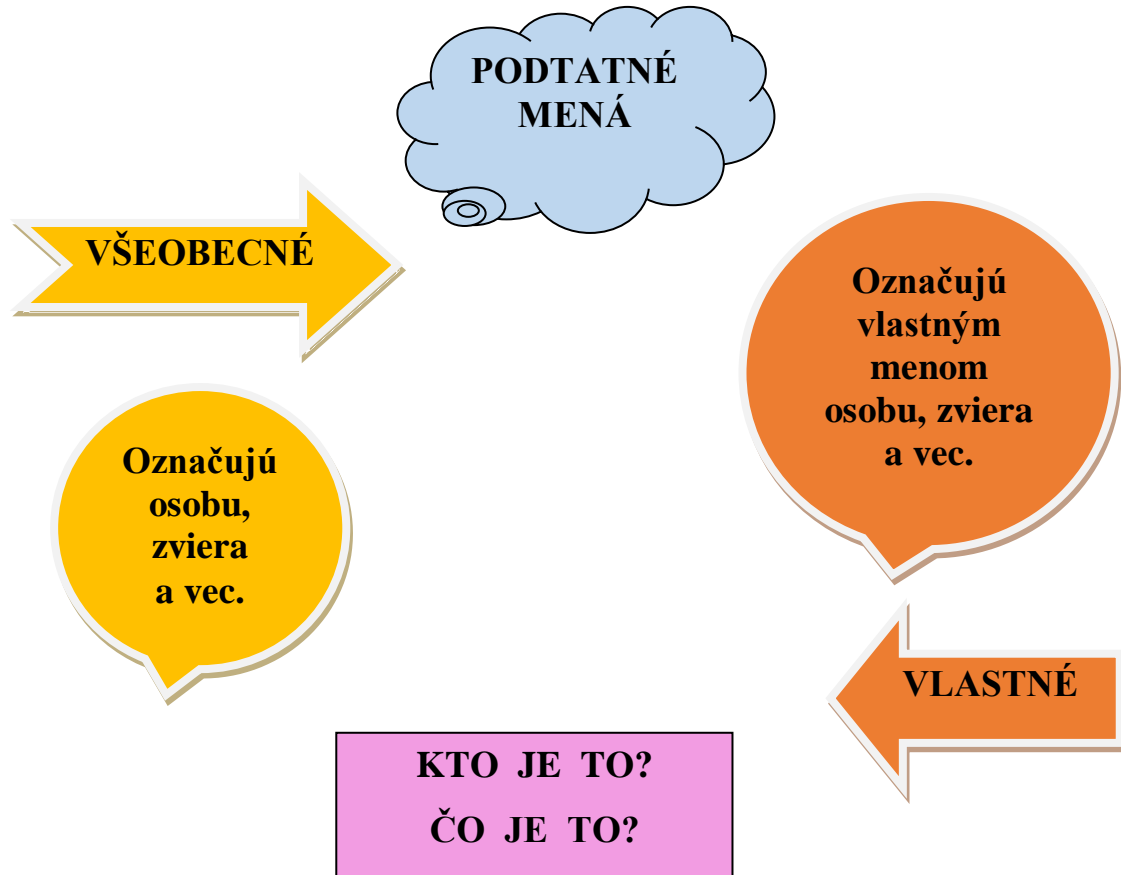 PODTATNÉ
MENÁ
VŠEOBECNÉ
Označujú
osobu,
zviera
a vec.
Označujú
vlastným
menom
osobu, zviera
a vec.
VLASTNÉ
KTO JE TO?
ČO JE TO?